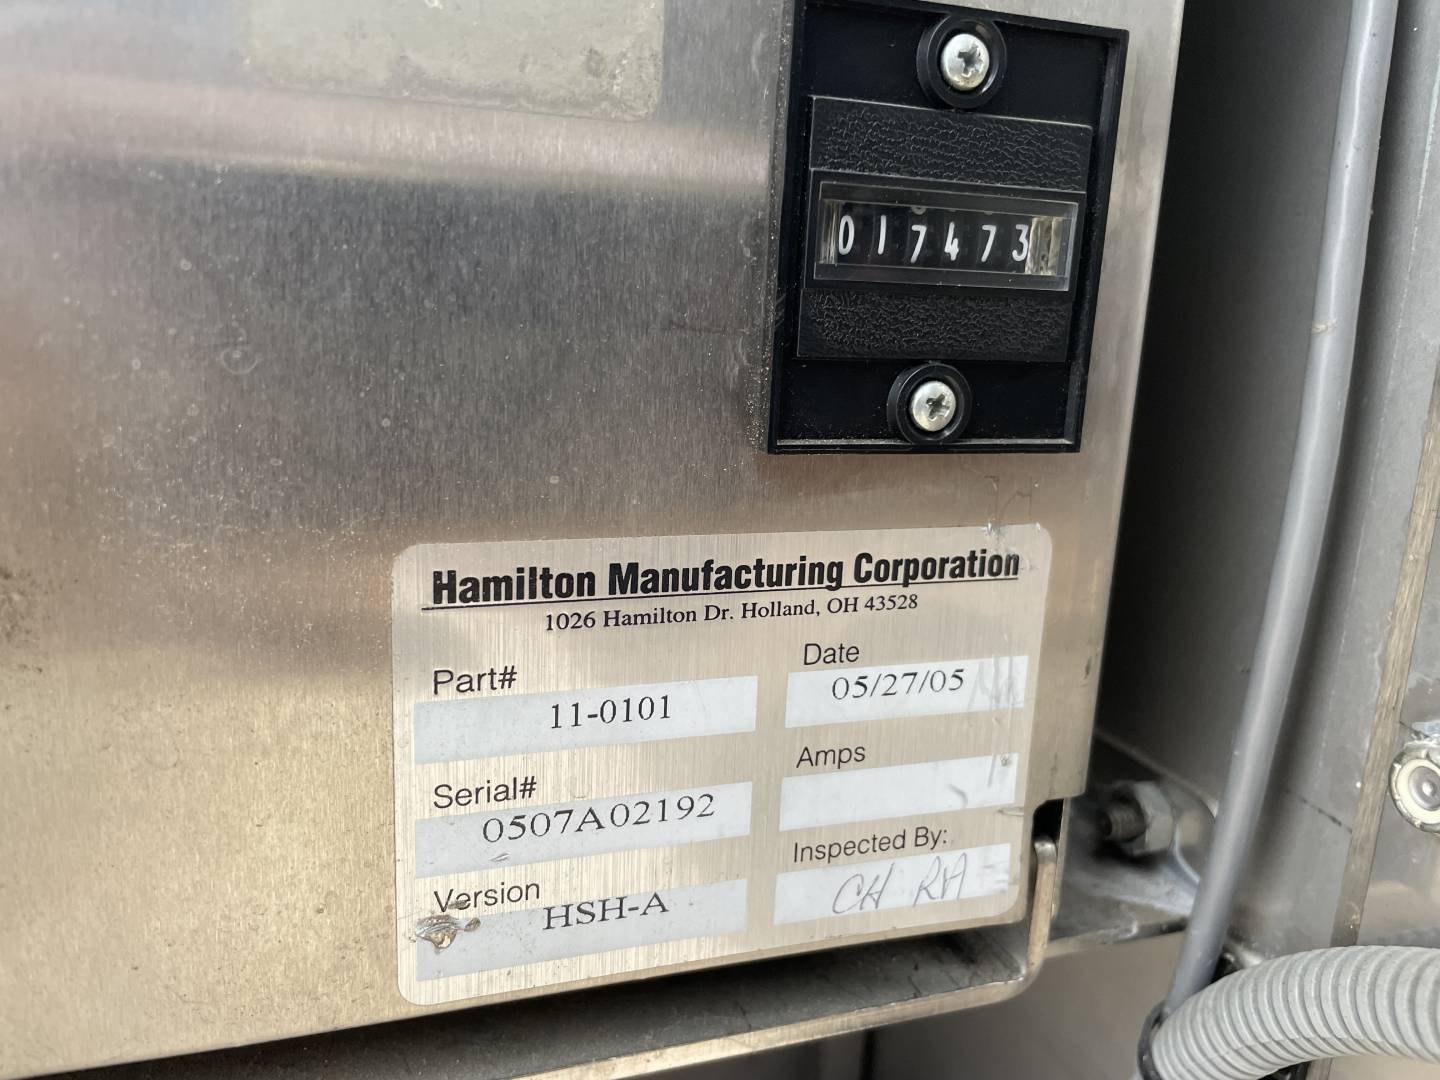 017473
Hamilton Manufacturing Corporation
1026 Hamilton Dr. Holland, OH 43528
Part#
11-0101
Date
05/27/05
Serial#
0507A02192
Amps
Version
HSH-A
Inspected By:
CH RA